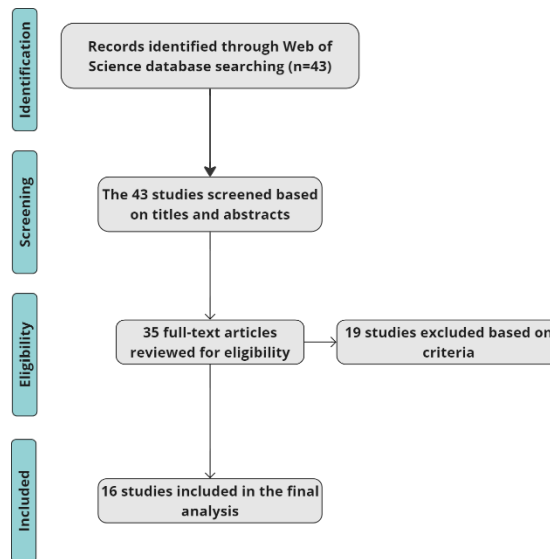 Identification
Records identified through Web of
Science database searching (n=43)
Screening
The 43 studies screened based
on titles and abstracts
Eligibility
35 full-text articles
reviewed for eligibility
19 studies excluded based on
criteria
Included
16 studies included in the final
analysis